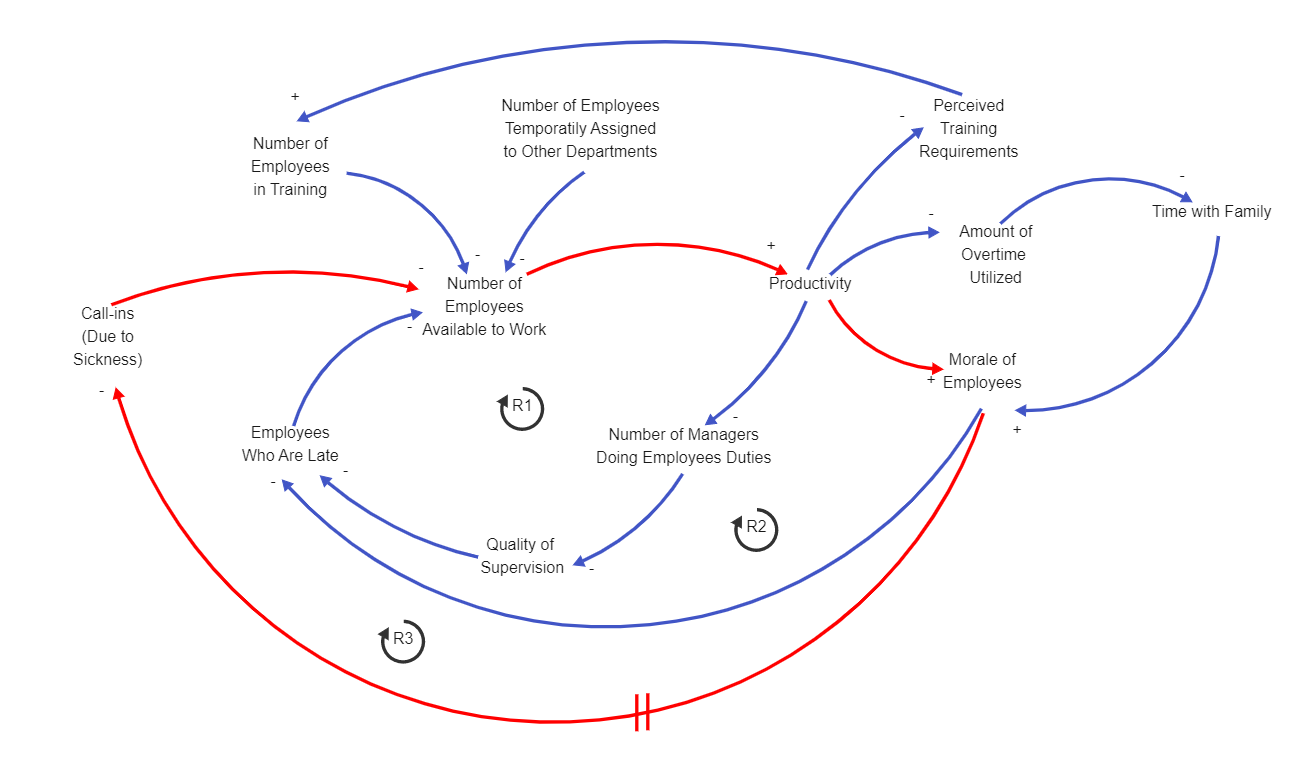 +
Number of
Employees
in Training
Number of Employees
Temporatily Assigned
to Other Departments
-
Perceived
Training
Requirements
-
Time with Family
-
Amount of
Overtime
Utilized
-
-
-
Number of
Employees
Available to Work
+
Productivity
-
Call-ins
(Due to
Sickness)
-
-
Morale of
Employees
+
+
R1
Employees
Who Are Late
-
-
-
Number of Managers
Doing Employees Duties
R2
Quality of
Supervision
-
R3